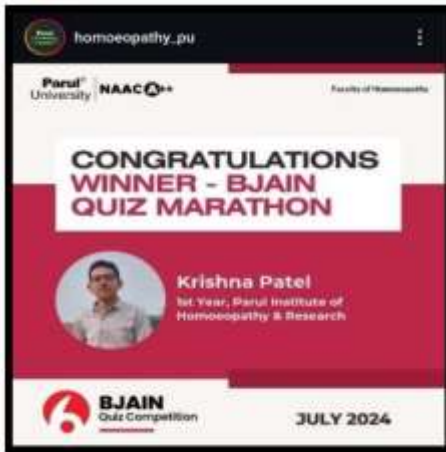 homoeopathy_pu
Parul®
University
NAAC A++
Faculty of Homoeopathy
CONGRATULATIONS
WINNER - BJAIN
QUIZ MARATHON
Krishna Patel
1st Year, Parul Institute of
Homoeopathy & Research
BJAIN
Quiz Competition
JULY 2024